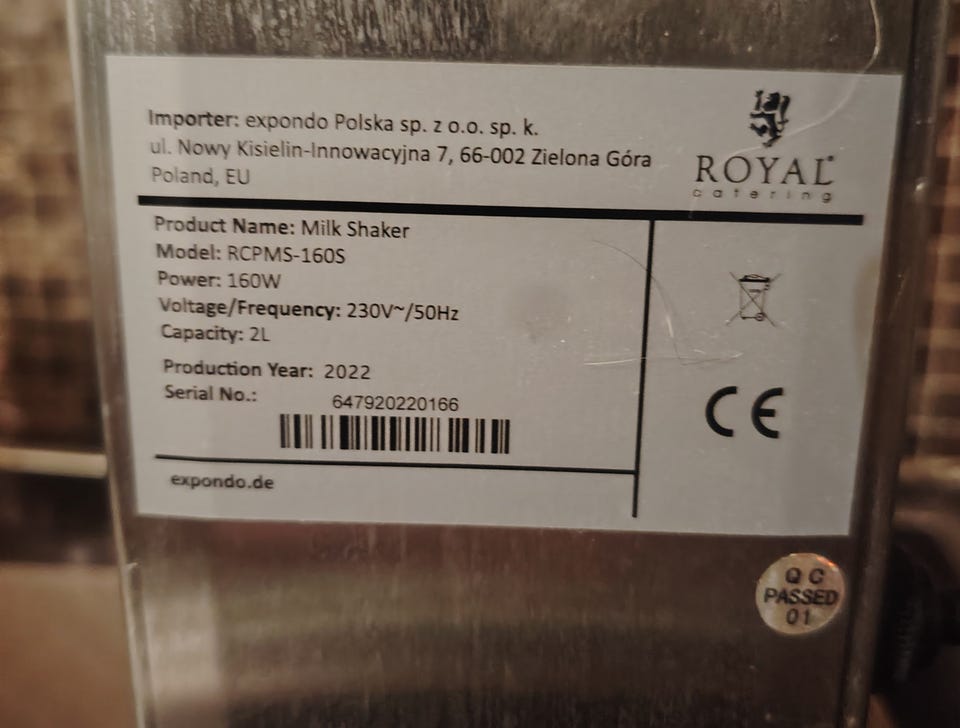 Importer: expondo Polska sp. z o.o. sp. k.
ul. Nowy Kisielin-Innowacyjna 7, 66-002 Zielona Góra
Poland, EU
ROYAL
catering
Product Name: Milk Shaker
Model: RCPMS-160S
Power: 160W
Voltage/Frequency: 230V~/50Hz
Capacity: 2L
Production Year: 2022
Serial No.:
647920220166
expondo.de
CE
QC
PASSED
01